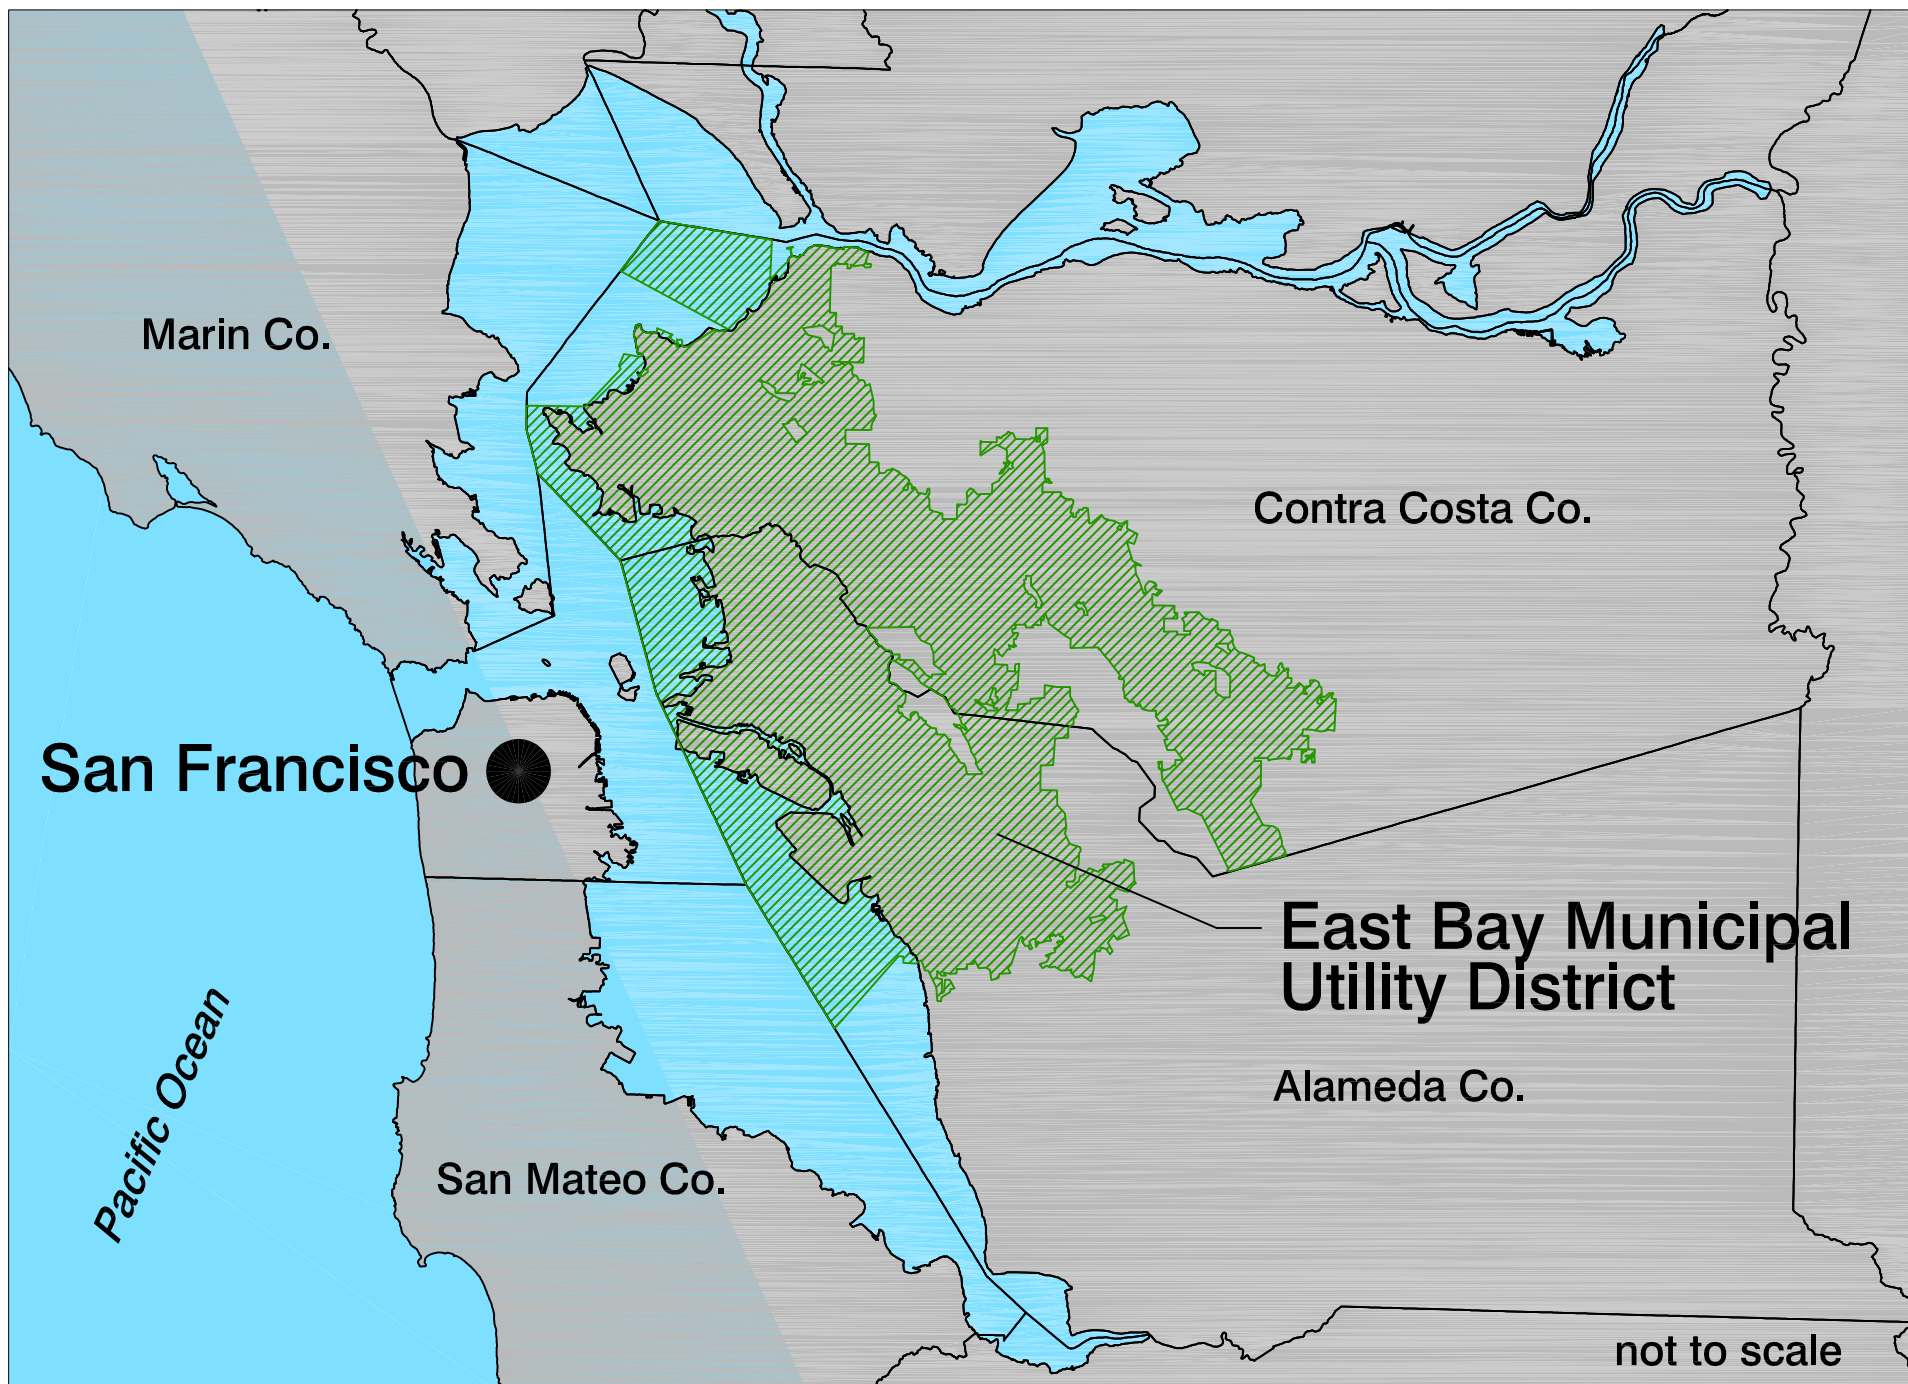 Marin Co.
Contra Costa Co.
San Francisco
East Bay Municipal
Utility District
Pacific Ocean
Alameda Co.
San Mateo Co.
not to scale